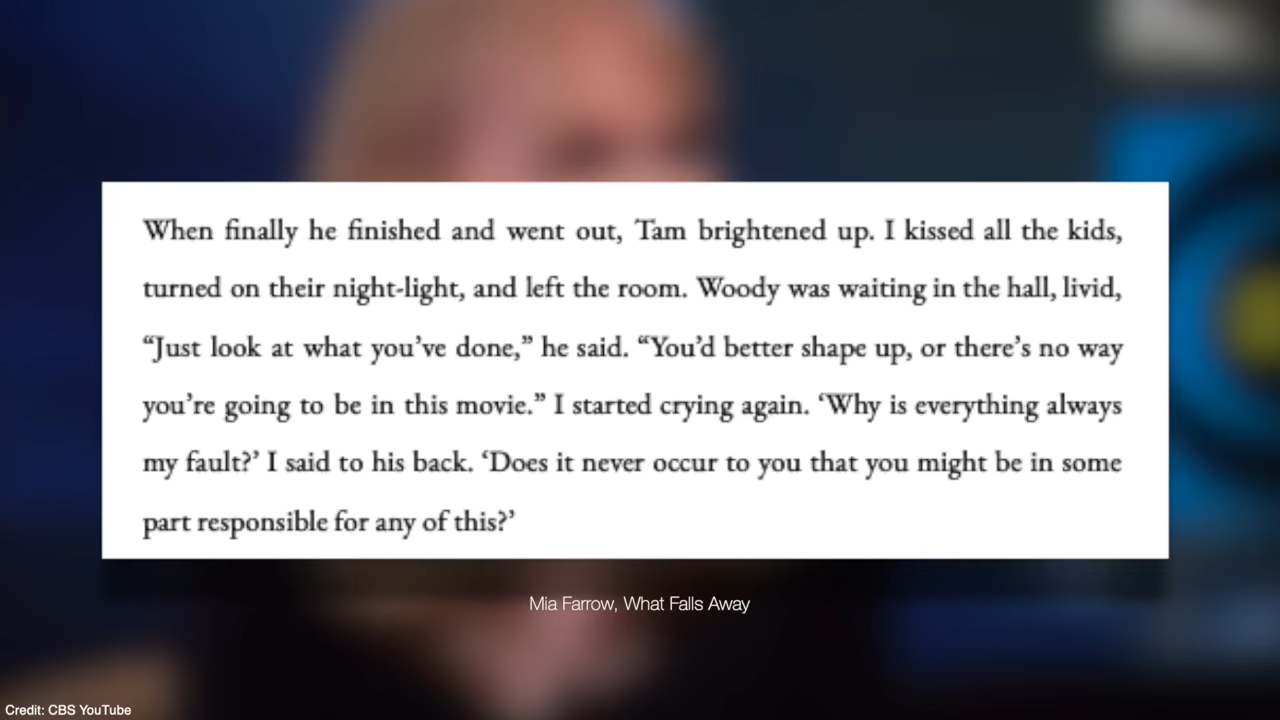 When finally he finished and went out, Tam brightened up. I kissed all the kids,
turned on their night-light, and left the room. Woody was waiting in the hall, livid,
“Just look at what you’ve done,” he said. “You’d better shape up, or there’s no way
you’re going to be in this movie.” I started crying again. ‘Why is everything always
my fault?’ I said to his back. ‘Does it never occur to you that you might be in some
part responsible for any of this?’
Mia Farrow, What Falls Away
Credit: CBS YouTube